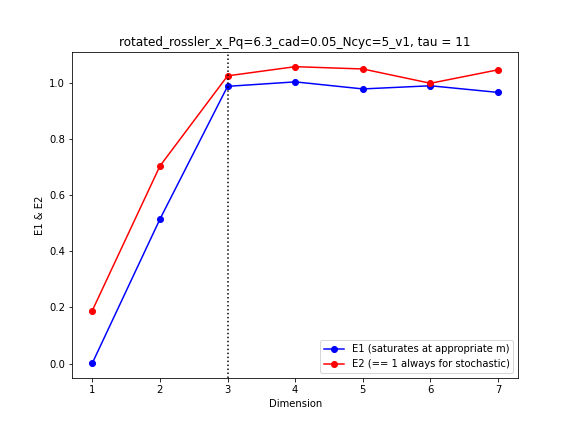 rotated_rossler_x_Pq=6.3_cad=0.05_Ncyc=5_v1, tau = 11
1.0
0.8
0.6
0.4
0.2
0.0
E1 & E2
E1 (saturates at appropriate m)
E2 (== 1 always for stochastic)
1 2 3 4 5 6 7
Dimension